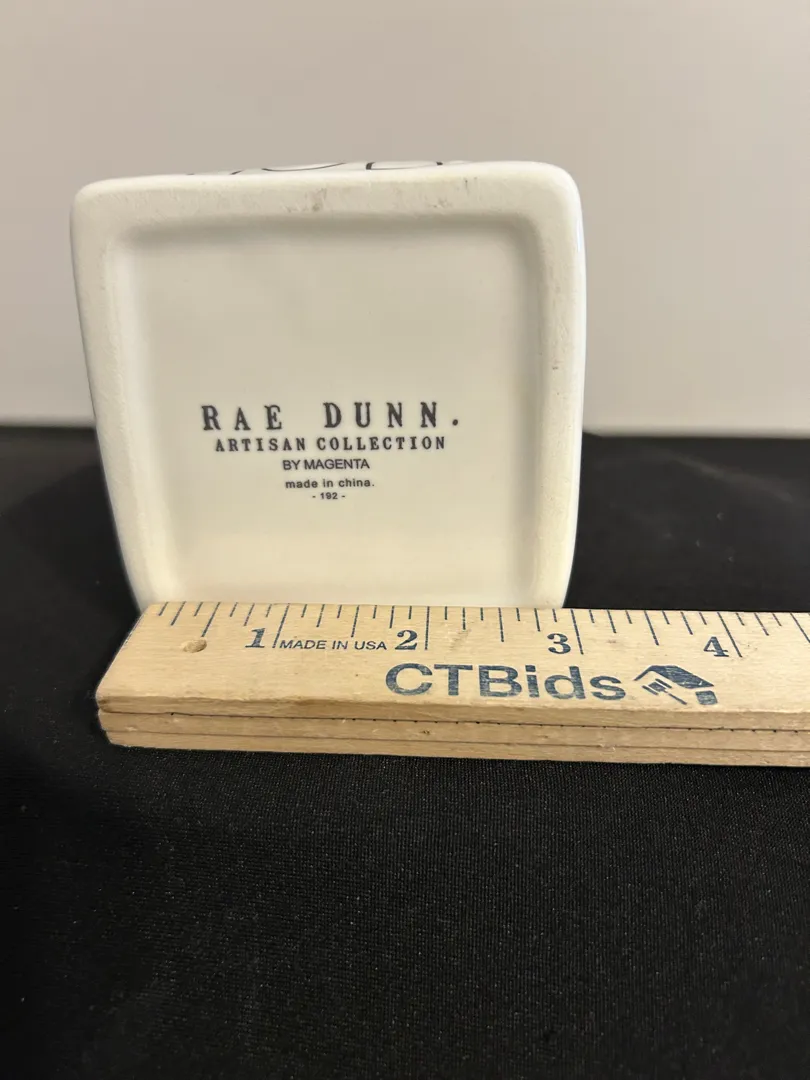 RAE DUNN.
ARTISAN COLLECTION
BY MAGENTA
made in china.
- 192 -
1 MADE IN USA 2 3 4
CTBids